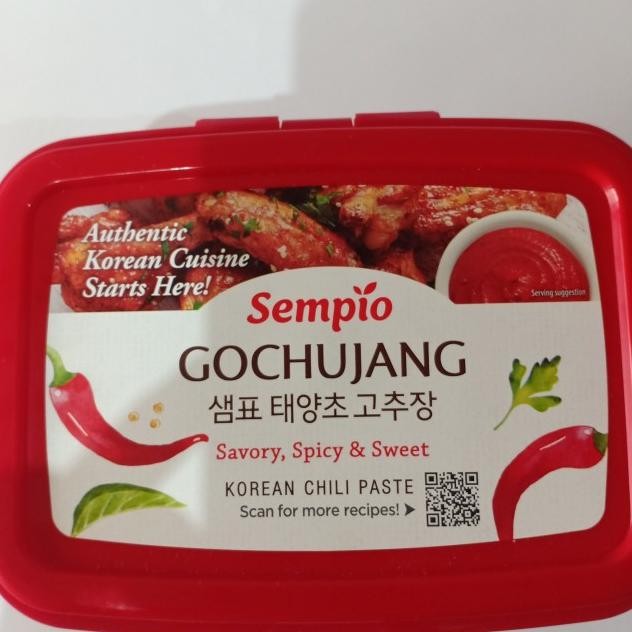 Authentic
Korean Cuisine
Starts Here!
Serving suggestion
Sempio
GOCHUJANG
샘표 태양초 고추장
Savory, Spicy & Sweet
KOREAN CHILI PASTE
Scan for more recipes!